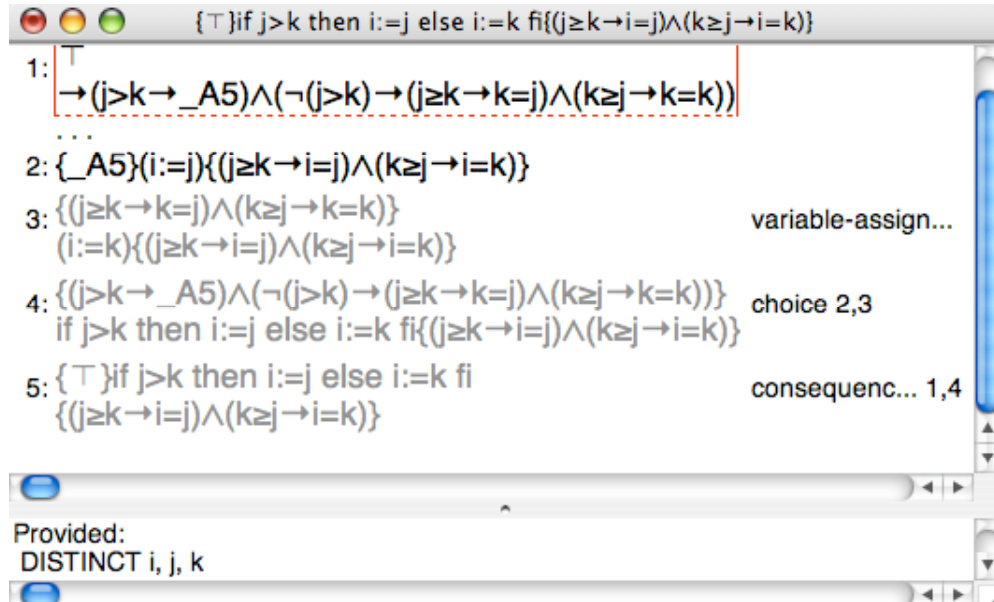 {⊤}if j>k then i:=j else i:=k fi{(j≥k→i=j)∧(k≥j→i=k)}
1: ⊤
→(j>k→_A5)∧(¬(j>k)→(j≥k→k=j)∧(k≥j→k=k))
. . .
2: {_A5}(i:=j){(j≥k→i=j)∧(k≥j→i=k)}
3: {(j≥k→k=j)∧(k≥j→k=k)}
(i:=k){(j≥k→i=j)∧(k≥j→i=k)} variable-assign...
4: {(j>k→_A5)∧(¬(j>k)→(j≥k→k=j)∧(k≥j→k=k))}
if j>k then i:=j else i:=k fi{(j≥k→i=j)∧(k≥j→i=k)} choice 2,3
5: {⊤}if j>k then i:=j else i:=k fi
{(j≥k→i=j)∧(k≥j→i=k)} consequenc... 1,4
Provided:
DISTINCT i, j, k